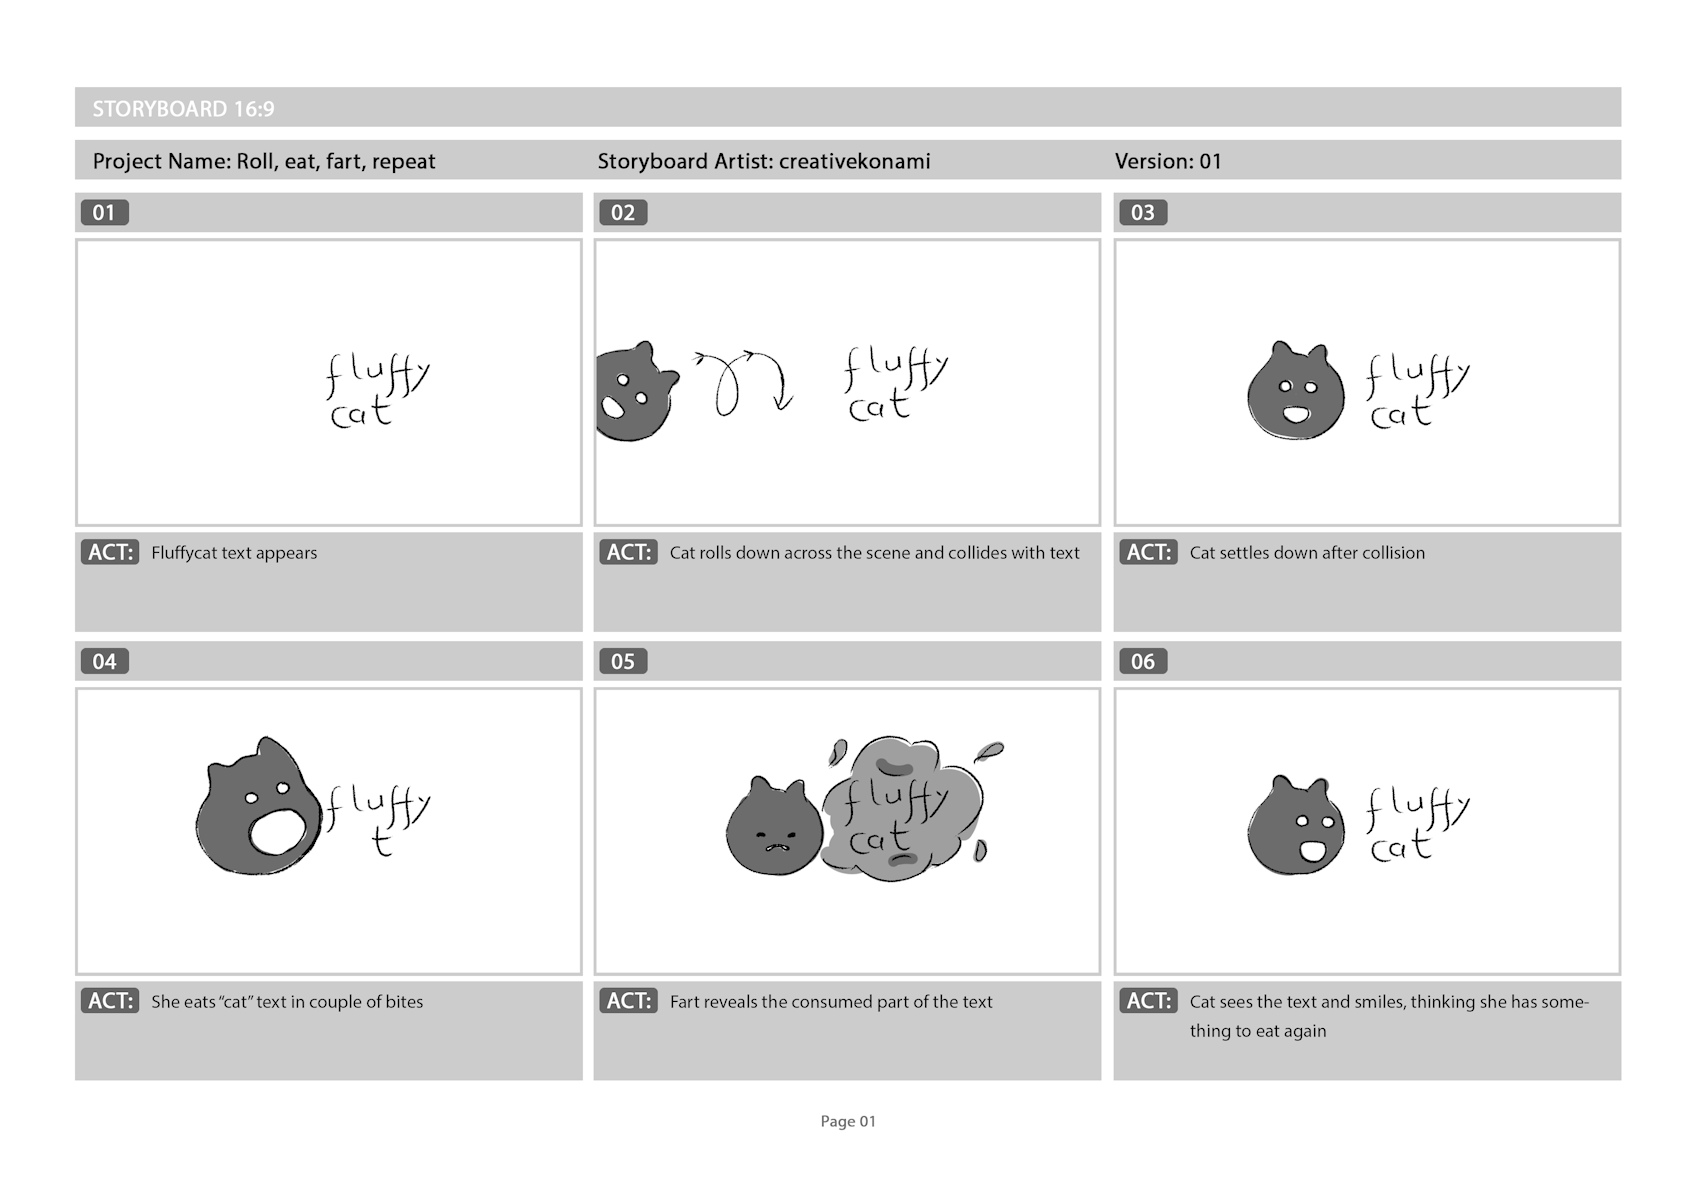 STORYBOARD 16:9
Project Name: Roll, eat, fart, repeat
Storyboard Artist: creativekonami
Version: 01
01
fluffy
cat
ACT: Fluffycat text appears
02
fluffy
cat
ACT: Cat rolls down across the scene and collides with text
03
fluffy
cat
ACT: Cat settles down after collision
04
fluffy
t
ACT: She eats “cat” text in couple of bites
05
fluffy
cat
ACT: Fart reveals the consumed part of the text
06
fluffy
cat
ACT: Cat sees the text and smiles, thinking she has some-
thing to eat again
Page 01